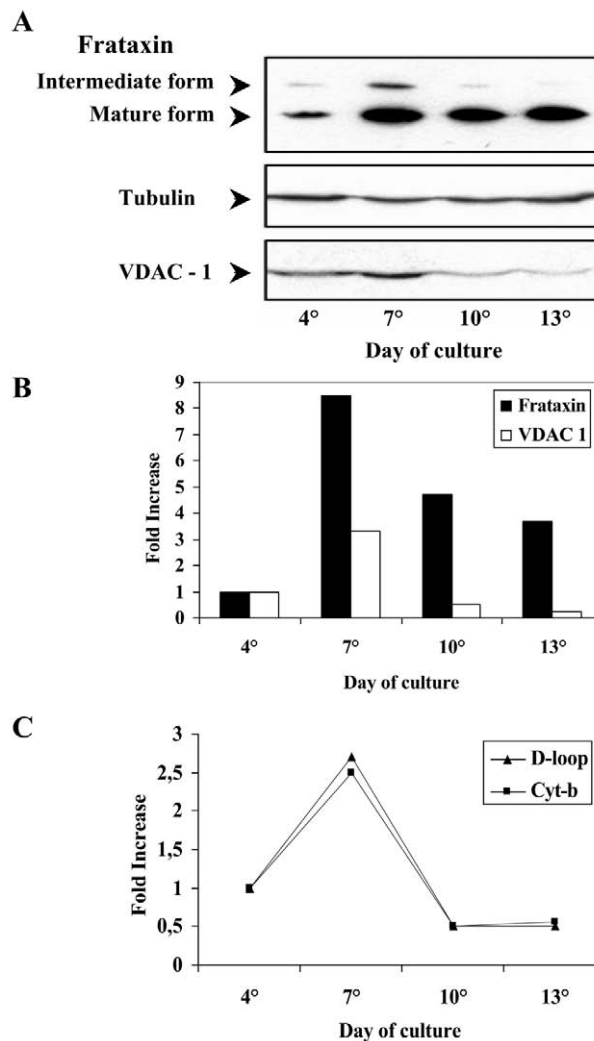 A
Frataxin
Intermediate form
Mature form
Tubulin
VDAC - 1
4° 7° 10° 13°
Day of culture
B
9
8
7
6
5
4
3
2
1
0
Fold Increase
Frataxin
VDAC 1
4° 7° 10° 13°
Day of culture
C
3
2,5
2
1,5
1
0,5
0
Fold Increase
D-loop
Cyt-b
4° 7° 10° 13°
Day of culture